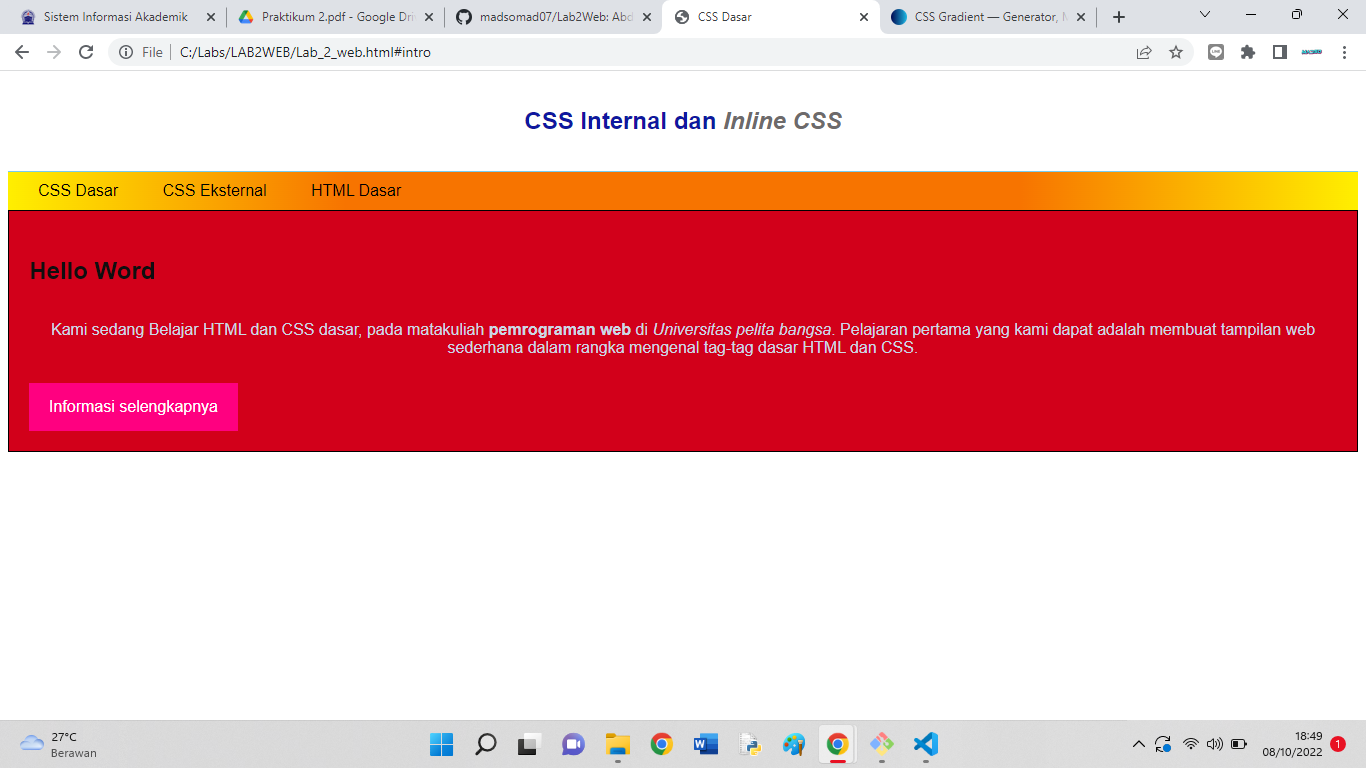 Sistem Informasi Akademik
Praktikum 2.pdf - Google Dri
madsomad07/Lab2Web: Abd
CSS Dasar
CSS Gradient — Generator, M
File
C:/Labs/LAB2WEB/Lab_2_web.html#intro
CSS Internal dan Inline CSS
CSS Dasar CSS Eksternal HTML Dasar
Hello Word
Kami sedang Belajar HTML dan CSS dasar, pada matakuliah pemrograman web di Universitas pelita bangsa. Pelajaran pertama yang kami dapat adalah membuat tampilan web
sederhana dalam rangka mengenal tag-tag dasar HTML dan CSS.
Informasi selengkapnya
27°C
Berawan
18:49
08/10/2022
1